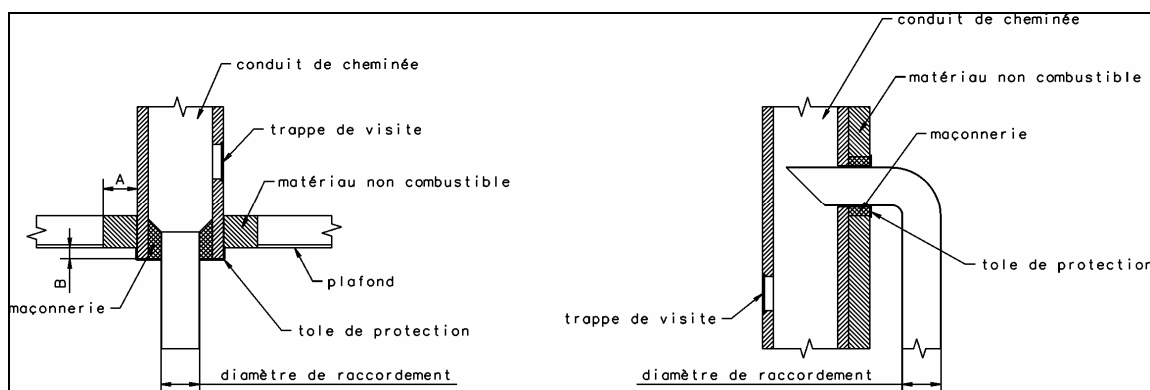 conduit de cheminée
trappe de visite
A
matériau non combustible
B
plafond
maçonnerie
tole de protection
diamètre de raccordement
conduit de cheminée
matériau non combustible
maçonnerie
tole de protection
trappe de visite
diamètre de raccordement